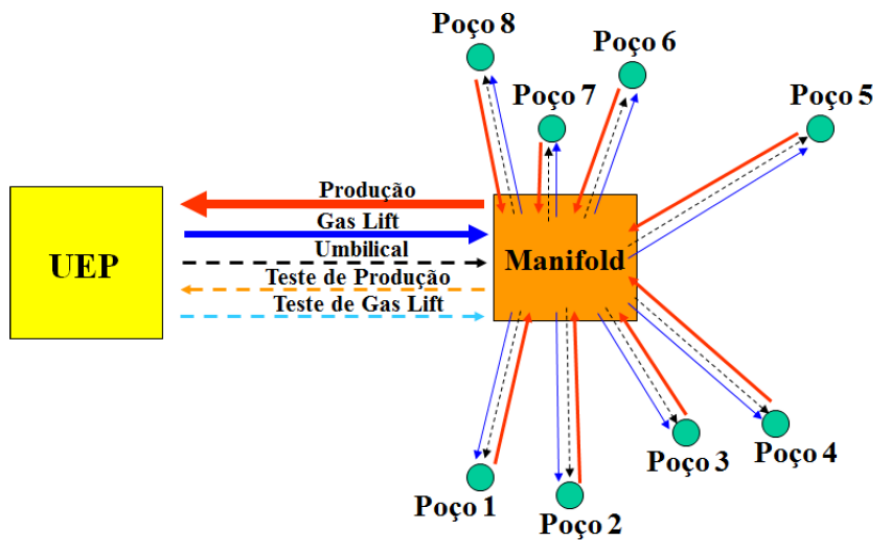 Poço 8
Poço 6
Poço 7
Poço 5
Produção
Gas Lift
Umbilical
Teste de Produção
Teste de Gas Lift
UEP
Manifold
Poço 1
Poço 2
Poço 3
Poço 4